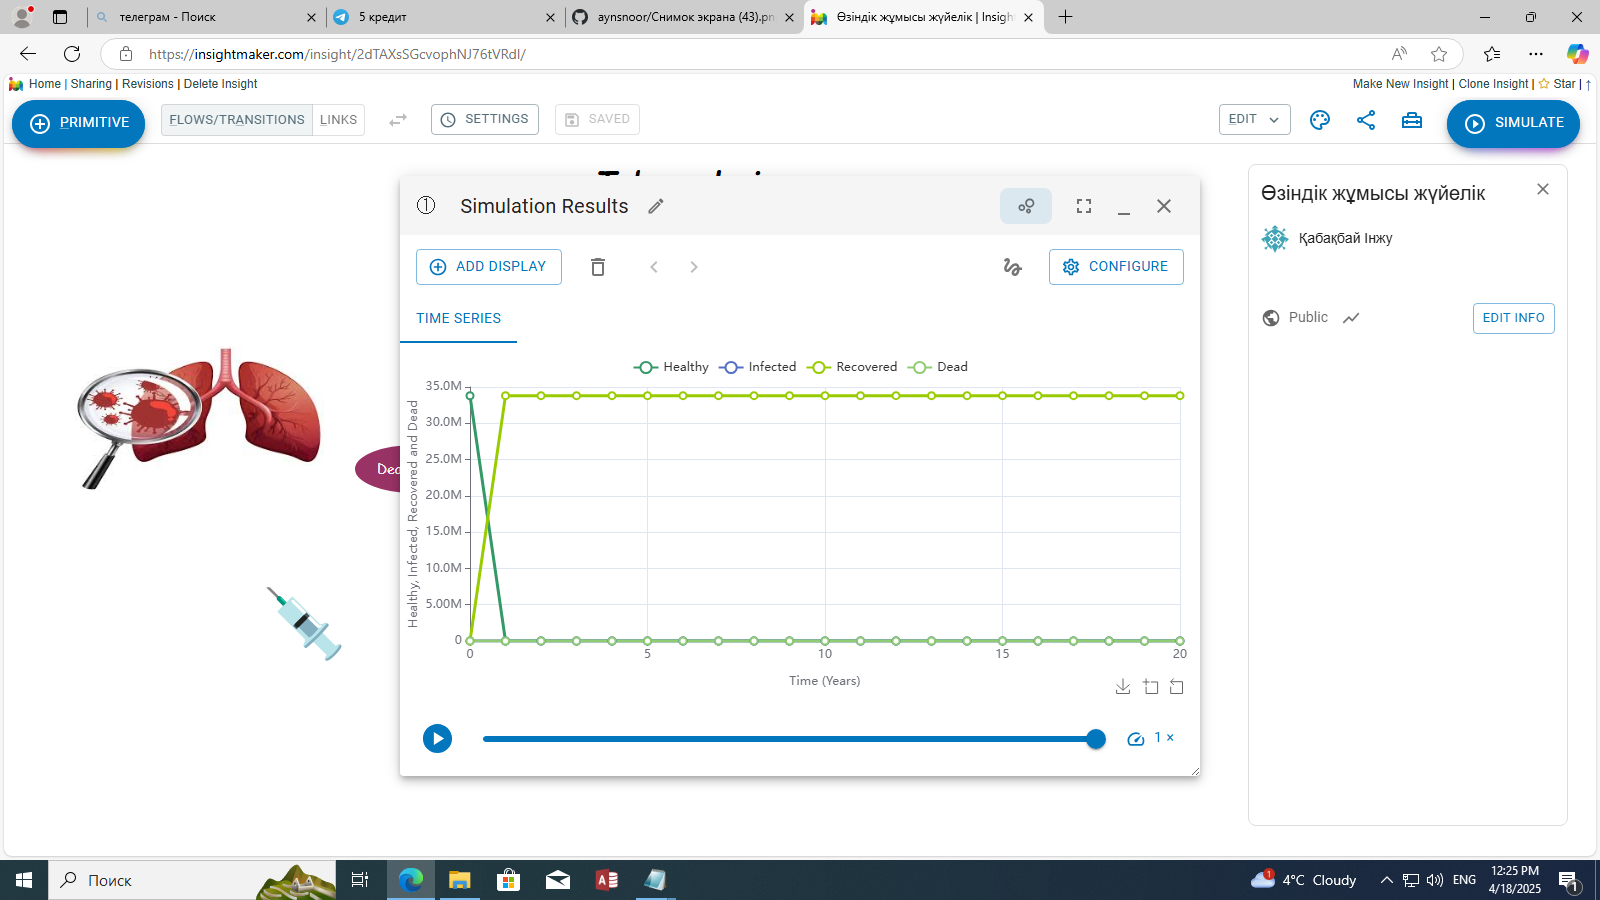 телеграм - Поиск
5 кредит
aynsnoor/Снимок экрана (43).pn
Өзіндік жұмысы жүйелік | Insigh
https://insightmaker.com/insight/2dTAXsSGcvophNJ76tVRdl/
Home | Sharing | Revisions | Delete Insight
Make New Insight | Clone Insight | Star | ↑
PRIMITIVE
FLOWS/TRANSITIONS
LINKS
SETTINGS
SAVED
EDIT
SIMULATE
1
Simulation Results
ADD DISPLAY
CONFIGURE
TIME SERIES
Healthy
Infected
Recovered
Dead
Healthy, Infected, Recovered and Dead
35.0M
30.0M
25.0M
20.0M
15.0M
10.0M
5.00M
0
0
5
10
15
20
Time (Years)
1 ×
Өзіндік жұмысы жүйелік
Қабақбай Інжу
Public
EDIT INFO
Поиск
1
4°C Cloudy
ENG
12:25 PM
4/18/2025
1